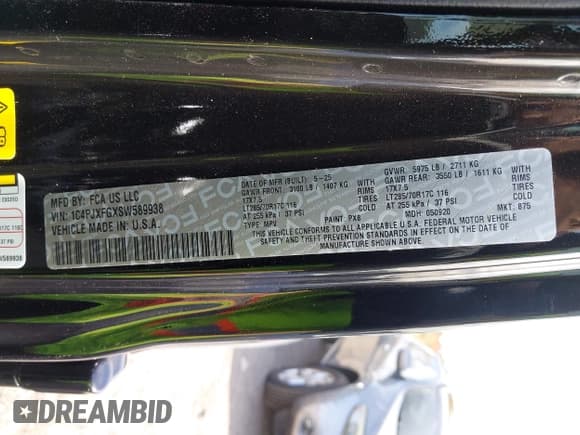 MFD BY: FCA US LLC
DATE OF MFR (BUILT): 5-25
GVWR: 5975 LB / 2711 KG
VIN: 1C4PJXFGXSW589938
GAWR FRONT: 3100 LB / 1407 KG
GAWR REAR: 3550 LB / 1611 KG
VEHICLE MADE IN U.S.A.
17X7.5 RIMS
17X7.5 RIMS
LT285/70R17C 116 TIRES
LT285/70R17C 116 TIRES
AT 255 kPa / 37 PSI
AT 255 kPa / 37 PSI
TYPE: MPV
PAINT: PX8
MDH: 050920
MKT: 875
THIS VEHICLE CONFORMS TO ALL APPLICABLE U.S.A. FEDERAL MOTOR VEHICLE
SAFETY AND THEFT PREVENTION STANDARDS IN EFFECT ON THE DATE OF
MANUFACTURE SHOWN ABOVE.
37 PSI
W589938
DREAMBID